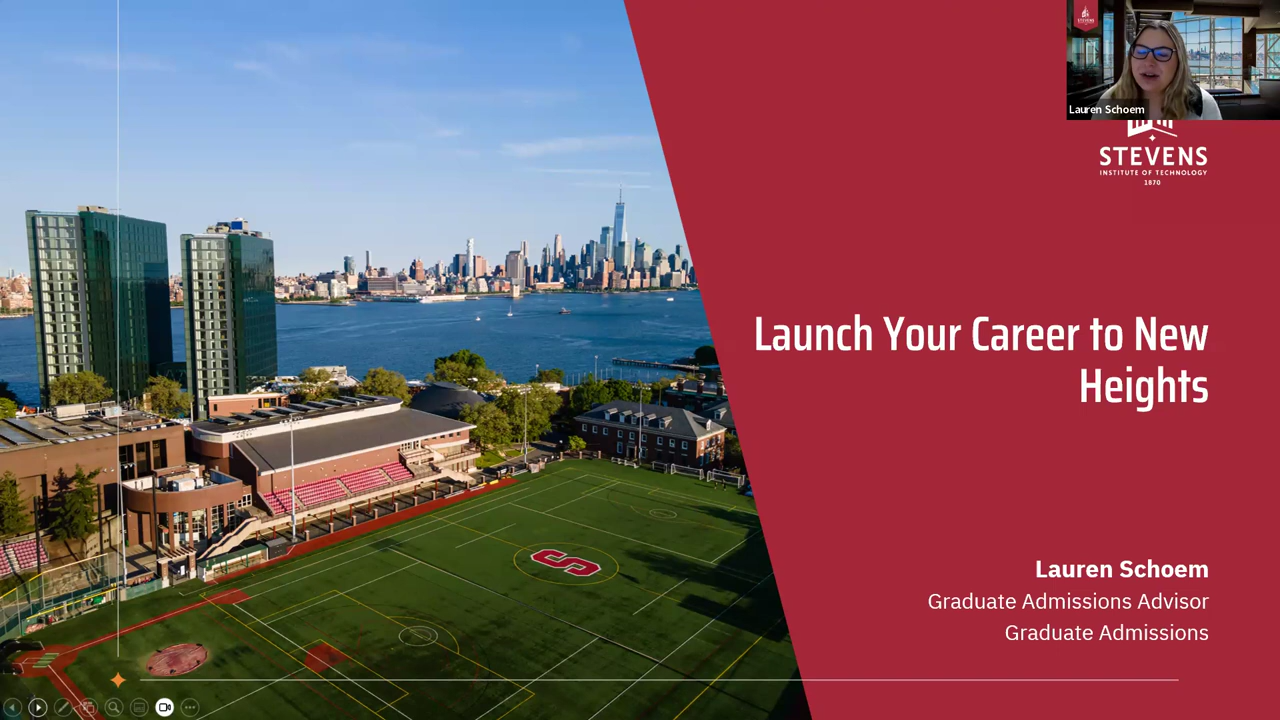 Lauren Schoem
STEVENS
INSTITUTE OF TECHNOLOGY
1870
Launch Your Career to New
Heights
Lauren Schoem
Graduate Admissions Advisor
Graduate Admissions
S